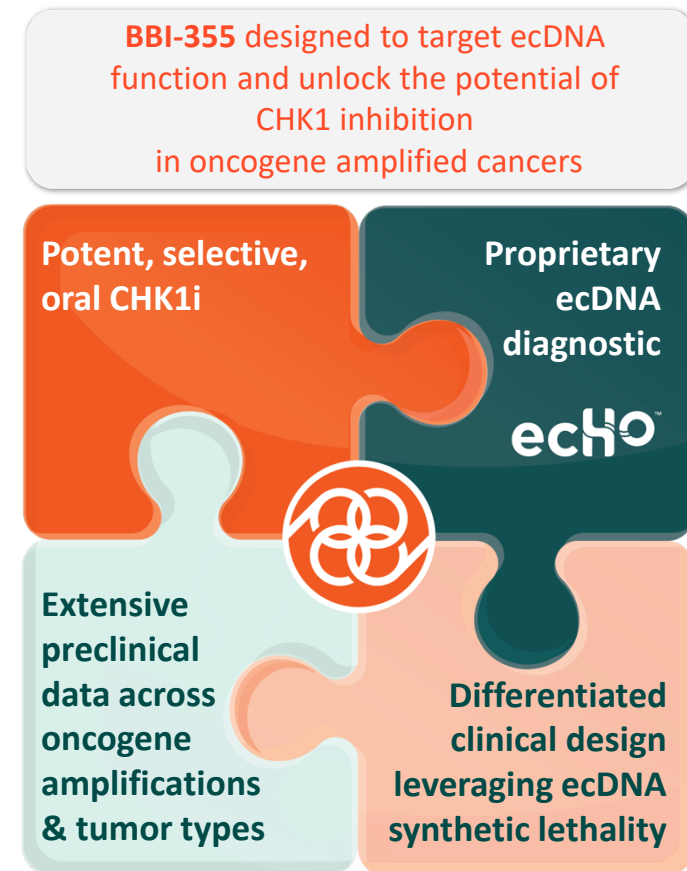 BBI-355 designed to target ecDNA
function and unlock the potential of
CHK1 inhibition
in oncogene amplified cancers
Potent, selective,
oral CHK1i
Proprietary
ecDNA
diagnostic
ecHO™
Extensive
preclinical
data across
oncogene
amplifications
& tumor types
Differentiated
clinical design
leveraging ecDNA
synthetic lethality